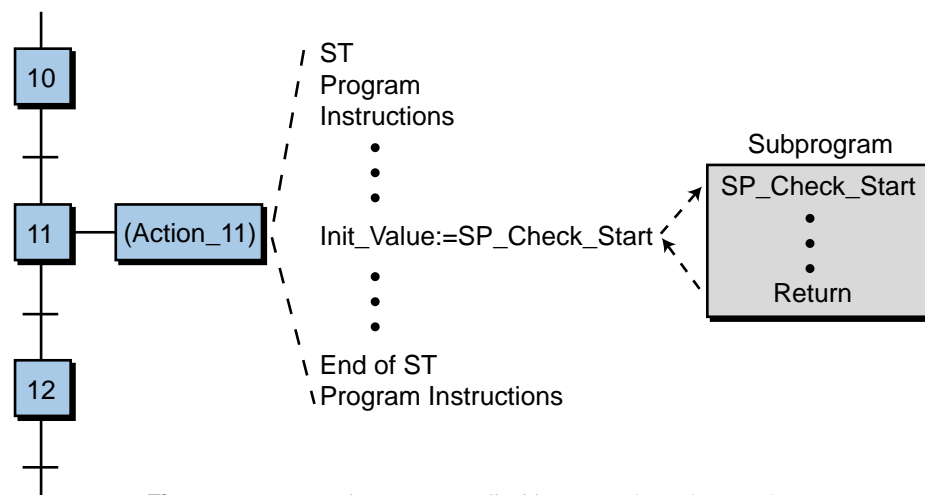 10
11
12
(Action_11)
ST
Program
Instructions
Init_Value:=SP_Check_Start
End of ST
Program Instructions
Subprogram
SP_Check_Start
Return